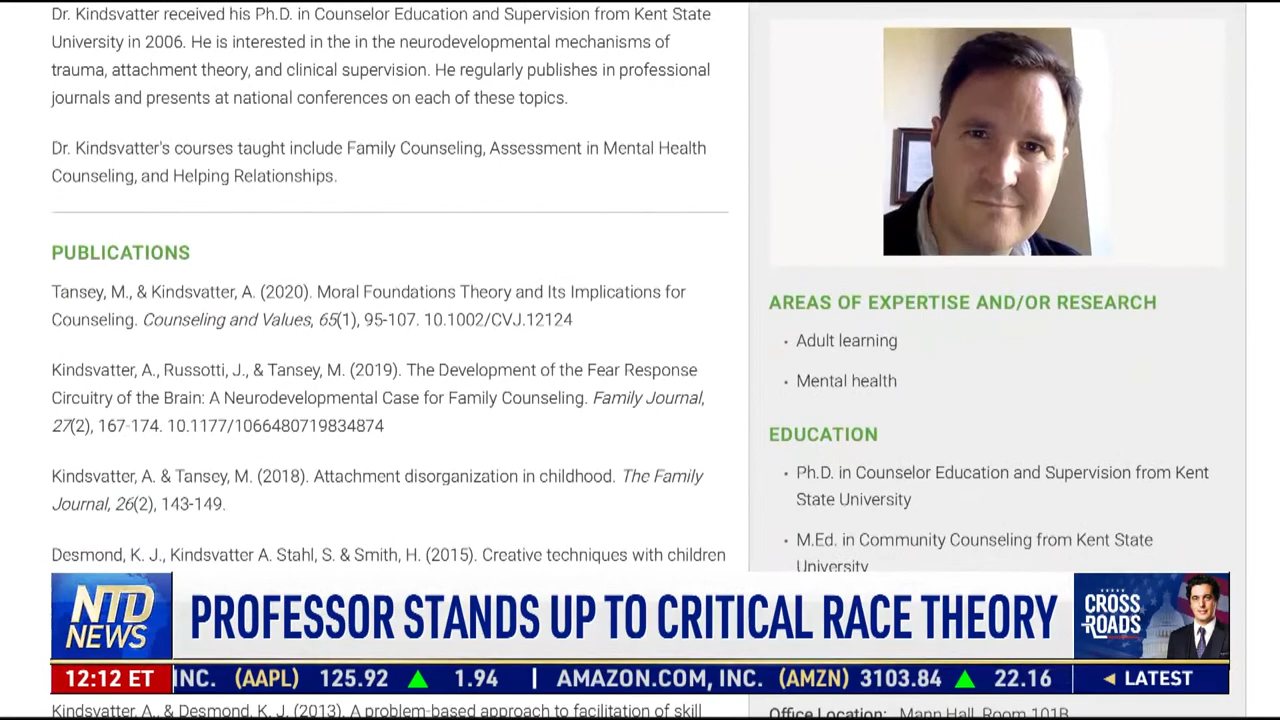 Dr. Kindsvatter received his Ph.D. in Counselor Education and Supervision from Kent State
University in 2006. He is interested in the in the neurodevelopmental mechanisms of
trauma, attachment theory, and clinical supervision. He regularly publishes in professional
journals and presents at national conferences on each of these topics.
Dr. Kindsvatter's courses taught include Family Counseling, Assessment in Mental Health
Counseling, and Helping Relationships.
PUBLICATIONS
Tansey, M., & Kindsvatter, A. (2020). Moral Foundations Theory and Its Implications for
Counseling. Counseling and Values, 65(1), 95-107. 10.1002/CVJ.12124
Kindsvatter, A., Russotti, J., & Tansey, M. (2019). The Development of the Fear Response
Circuitry of the Brain: A Neurodevelopmental Case for Family Counseling. Family Journal,
27(2), 167-174. 10.1177/1066480719834874
Kindsvatter, A. & Tansey, M. (2018). Attachment disorganization in childhood. The Family
Journal, 26(2), 143-149.
Desmond, K. J., Kindsvatter A. Stahl, S. & Smith, H. (2015). Creative techniques with children
AREAS OF EXPERTISE AND/OR RESEARCH
• Adult learning
• Mental health
EDUCATION
• Ph.D. in Counselor Education and Supervision from Kent
State University
• M.Ed. in Community Counseling from Kent State
University
NTD
NEWS
PROFESSOR STANDS UP TO CRITICAL RACE THEORY
CROSS
ROADS
12:12 ET
INC. (AAPL) 125.92 ▲ 1.94 | AMAZON.COM, INC. (AMZN) 3103.84 ▲ 22.16
◄ LATEST
Kindsvatter, A., & Desmond, K. J. (2013). A problem-based approach to facilitation of skill
Office Location: Mann Hall, Room 101B